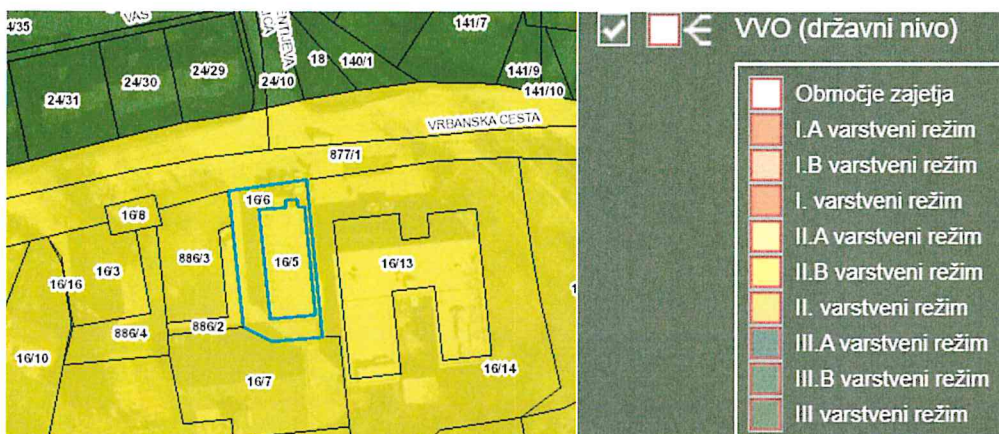 24/35
VAS
ENTIJEVA
LICA
141/7
24/31
24/30
24/29
24/10
18
140/1
141/9
141/10
VRBANSKA CESTA
877/1
16/8
16/6
16/3
16/16
886/3
16/5
16/13
886/4
886/2
16/10
16/7
16/14
VVO (državni nivo)
Območje zajetja
I.A varstveni režim
I.B varstveni režim
I. varstveni režim
II.A varstveni režim
II.B varstveni režim
II. varstveni režim
III.A varstveni režim
III.B varstveni režim
III varstveni režim